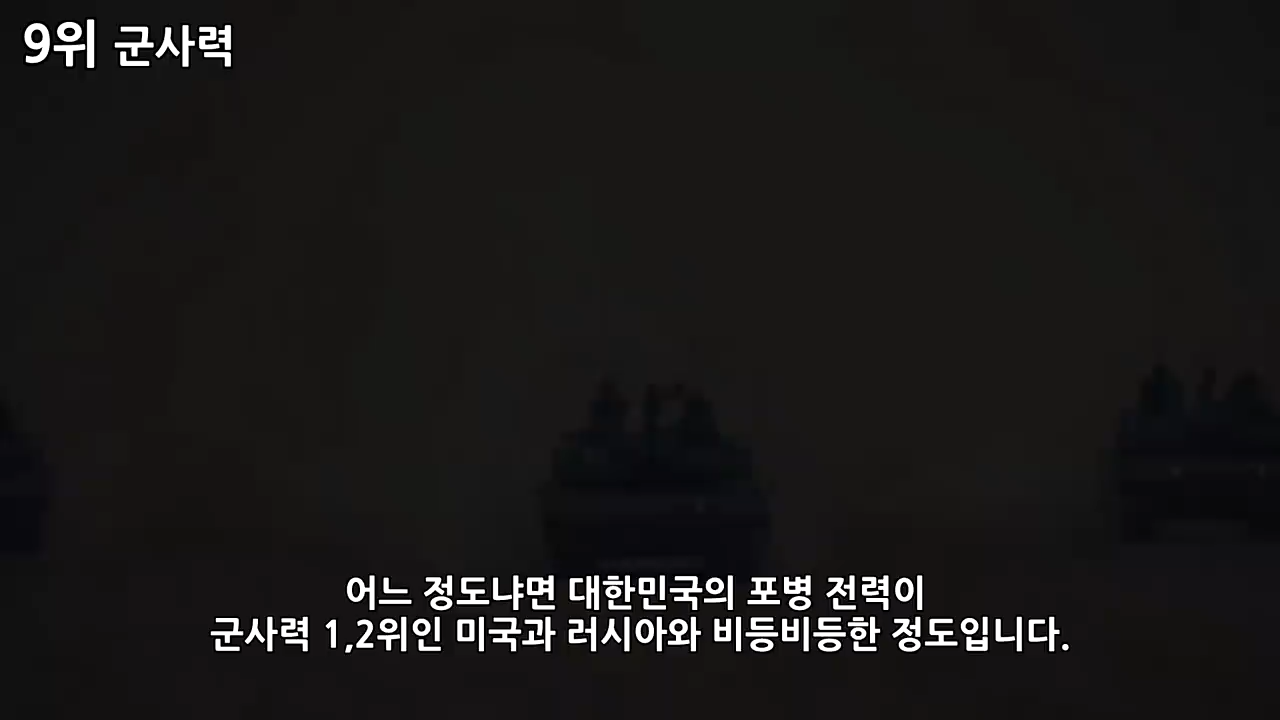 9위 군사력
어느 정도냐면 대한민국의 포병 전력이
군사력 1,2위인 미국과 러시아와 비등비등한 정도입니다.